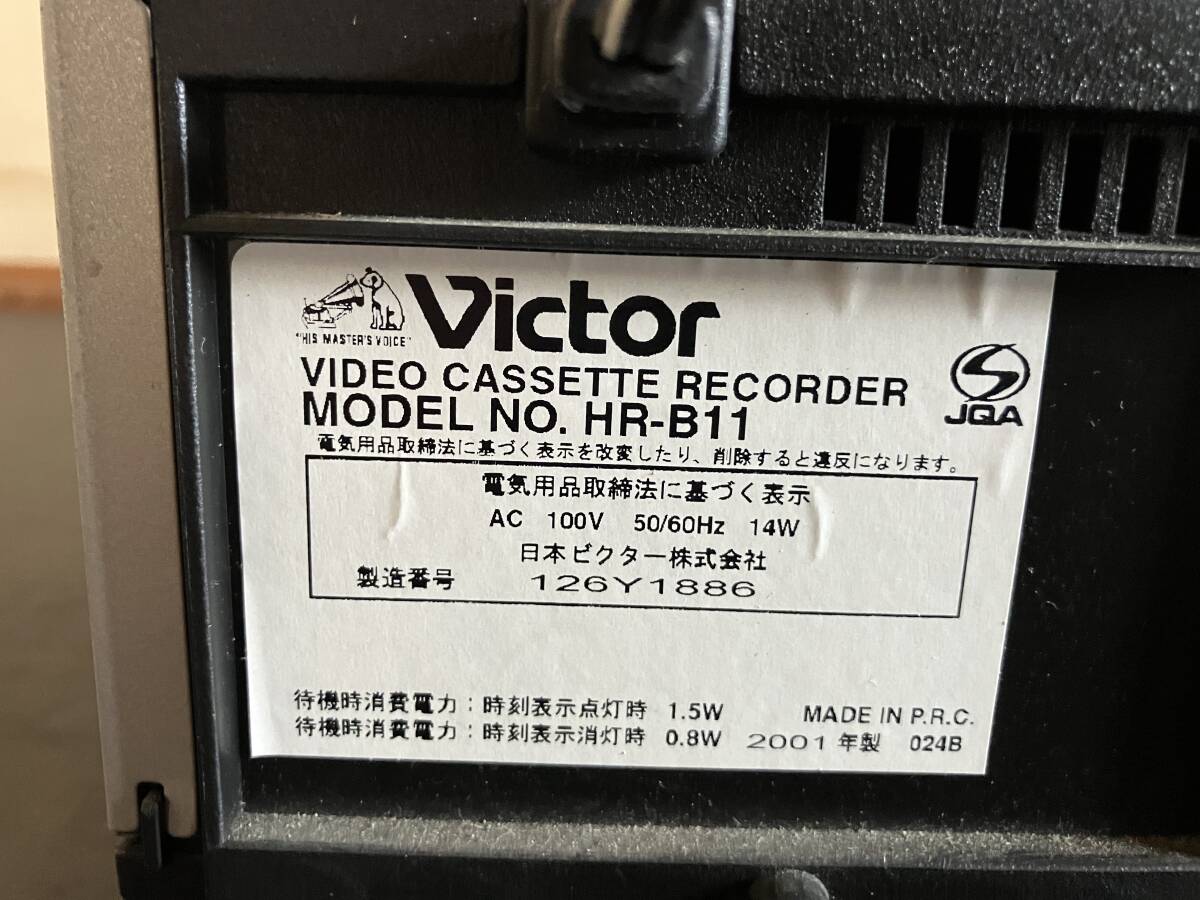 Victor
"HIS MASTER'S VOICE"
VIDEO CASSETTE RECORDER
MODEL NO. HR-B11
JQA
電気用品取締法に基づく表示を改変したり、削除すると違反になります。
電気用品取締法に基づく表示
AC 100V 50/60Hz 14W
日本ビクター株式会社
製造番号 126Y1886
待機時消費電力：時刻表示点灯時 1.5W
MADE IN P.R.C.
待機時消費電力：時刻表示消灯時 0.8W
2001年製 024B